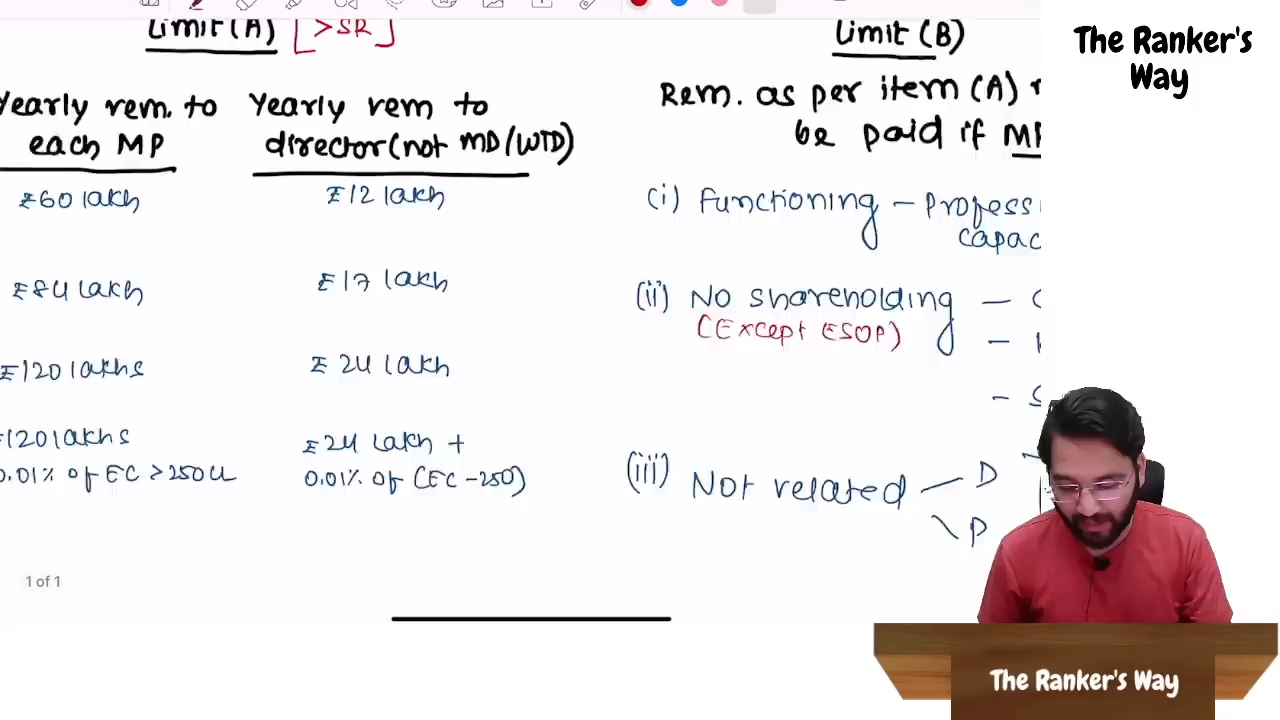 Limit (A) [>SR]
Limit (B)
The Ranker's
Way
Yearly rem. to
each MP
Yearly rem to
director (not MD/WTD)
Rem. as per item (A)
be paid if
₹60 lakh
₹12 lakh
(i) Functioning -
₹84 lakh
₹17 lakh
(ii) No shareholding -
(Except ESOP)
-
₹120 lakhs
₹24 lakh
-
120 lakhs
0.01% of EC > 250cr
₹24 lakh +
0.01% of (EC - 250)
(iii) Not related - D
P
1 of 1
The Ranker's Way